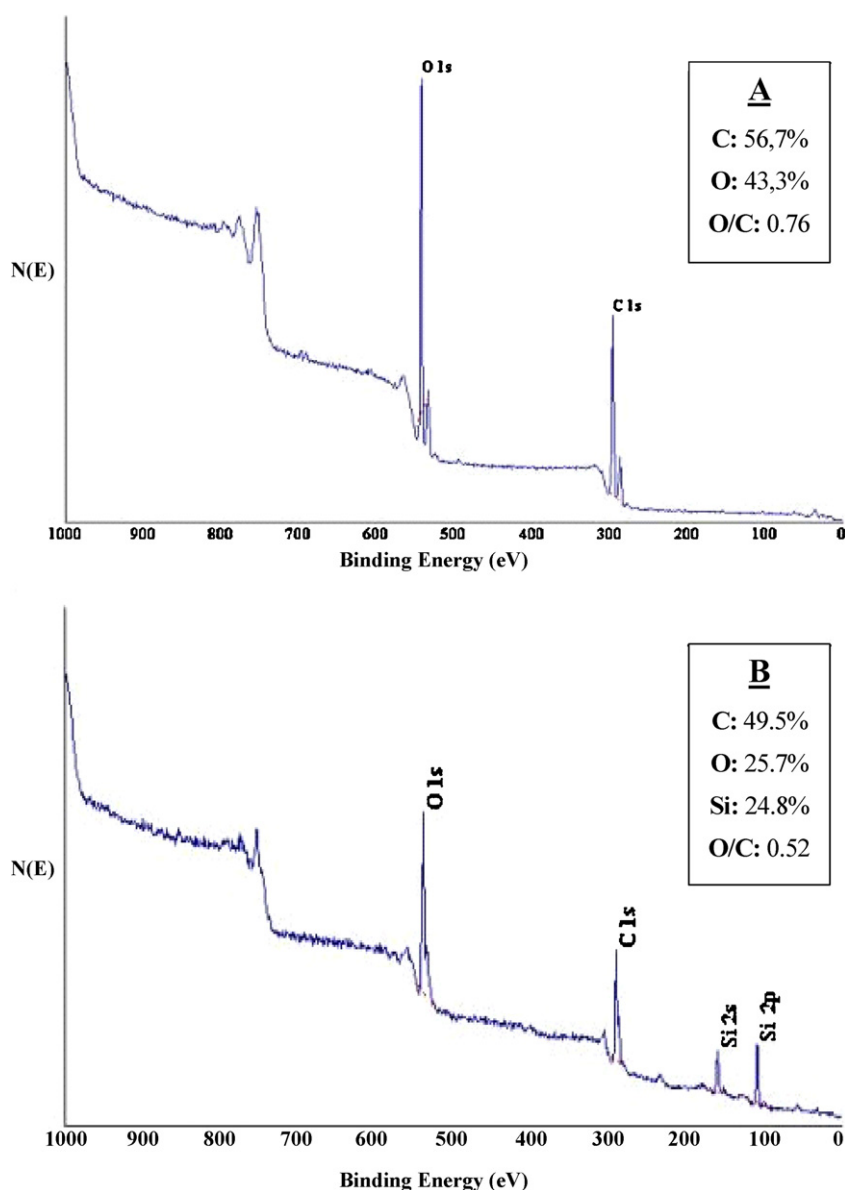 O 1s
A
C: 56,7%
O: 43,3%
O/C: 0.76
N(E)
C 1s
1000 900 800 700 600 500 400 300 200 100 0
Binding Energy (eV)
B
C: 49.5%
O: 25.7%
Si: 24.8%
O/C: 0.52
O 1s
N(E)
C 1s
Si 2s
Si 2p
1000 900 800 700 600 500 400 300 200 100 0
Binding Energy (eV)